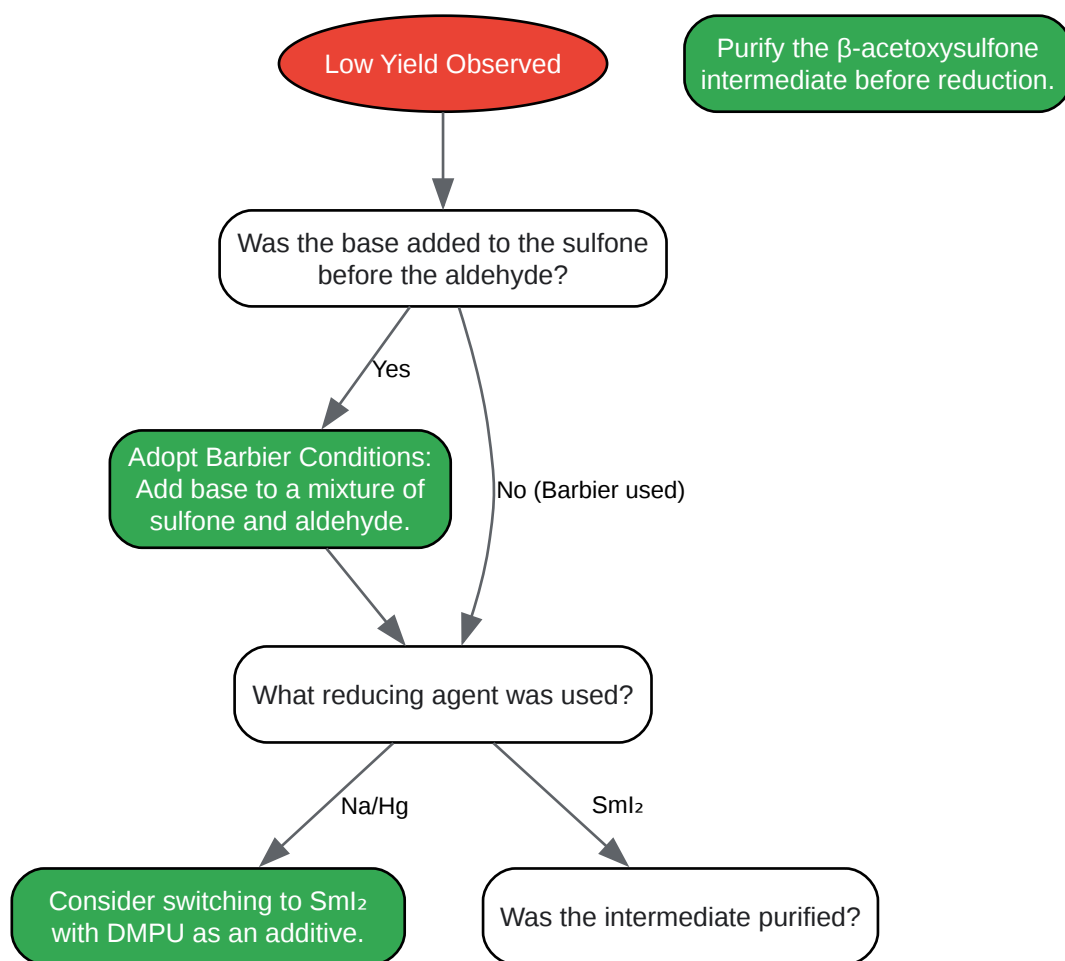 Low Yield Observed
Purify the β-acetoxysulfone
intermediate before reduction.
Was the base added to the sulfone
before the aldehyde?
Yes
Adopt Barbier Conditions:
Add base to a mixture of
sulfone and aldehyde.
No (Barbier used)
What reducing agent was used?
Na/Hg
SmI₂
Consider switching to SmI₂
with DMPU as an additive.
Was the intermediate purified?